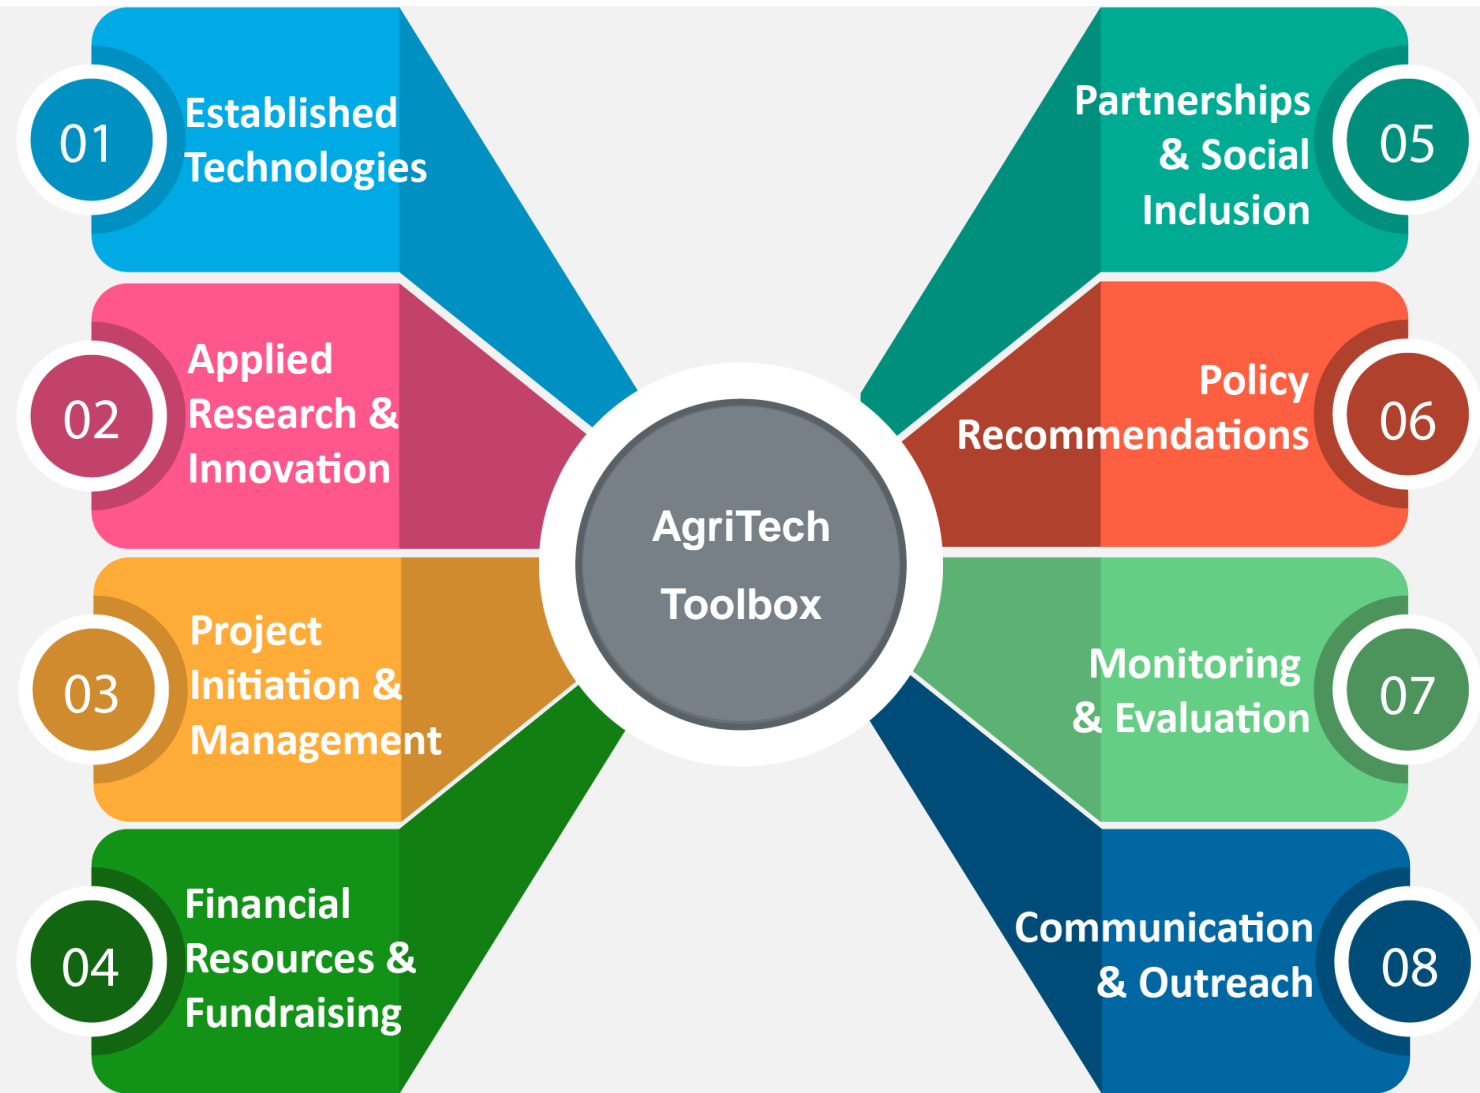 01
Established
Technologies
02
Applied
Research &
Innovation
03
Project
Initiation &
Management
04
Financial
Resources &
Fundraising
AgriTech
Toolbox
Partnerships
& Social
Inclusion
05
Policy
Recommendations
06
Monitoring
& Evaluation
07
Communication
& Outreach
08